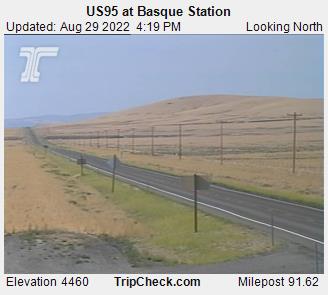 US95 at Basque Station
Updated: Aug 29 2022 4:19 PM Looking North
Elevation 4460 TripCheck.com Milepost 91.62